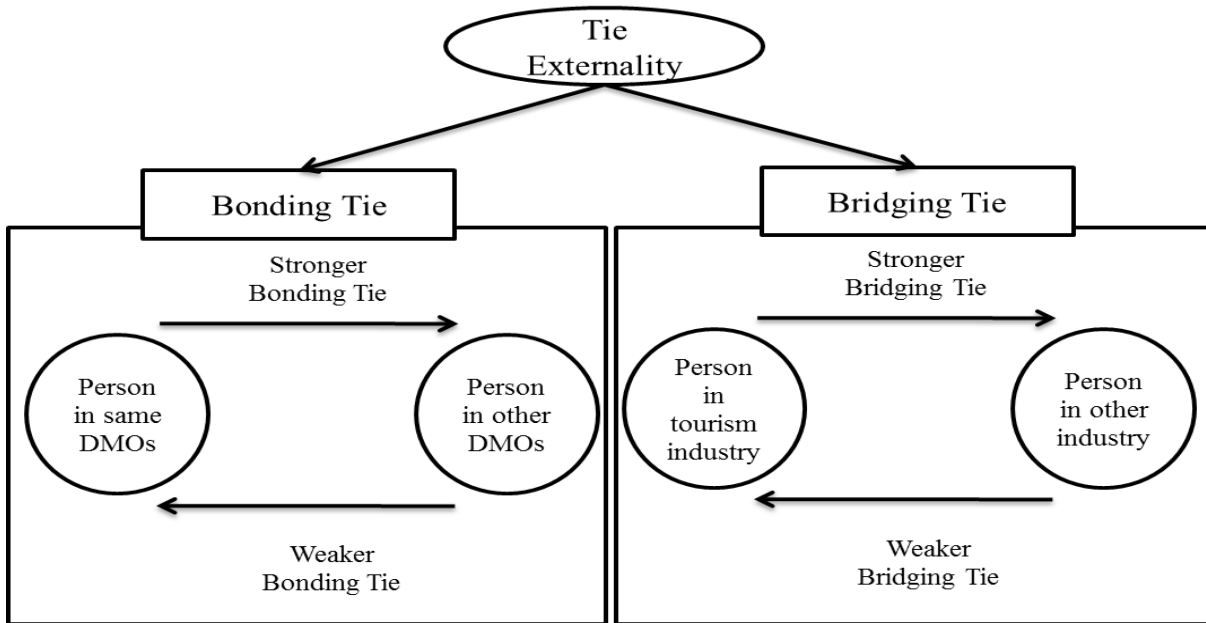 Tie
Externality
Bonding Tie
Bridging Tie
Stronger
Bonding Tie
Person
in same
DMOs
Person
in other
DMOs
Weaker
Bonding Tie
Stronger
Bridging Tie
Person
in
tourism
industry
Person
in other
industry
Weaker
Bridging Tie